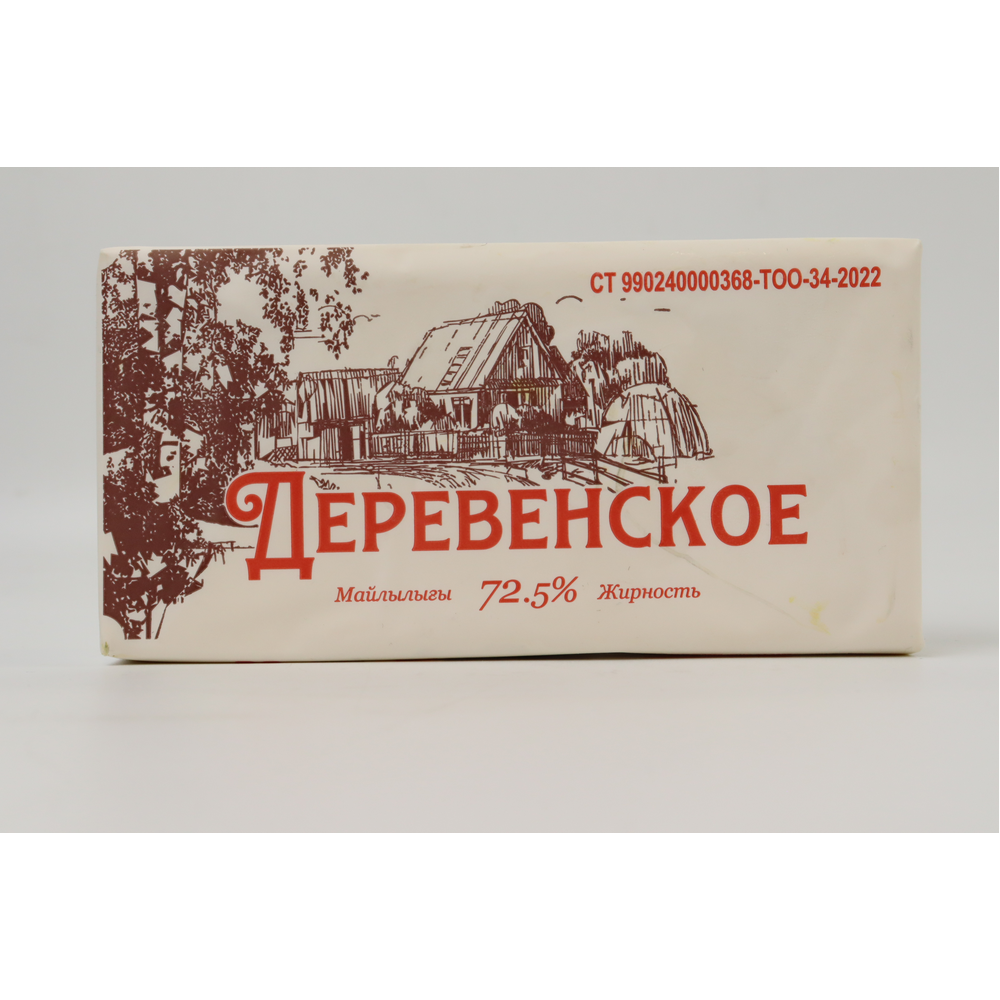 СТ 990240000368-ТОО-34-2022
ДЕРЕВЕНСКОЕ
Майлылығы 72.5% Жирность